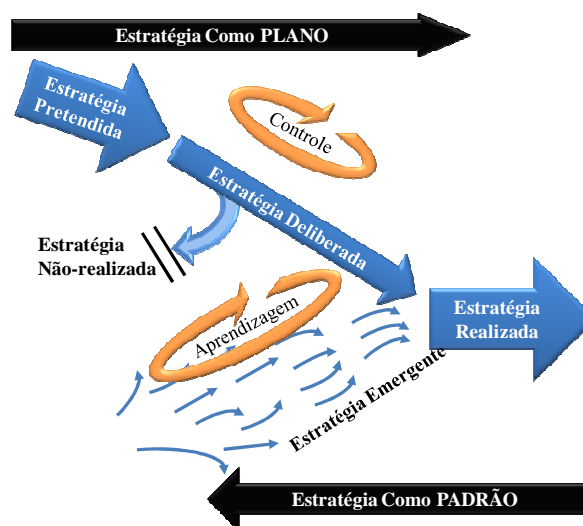 Estratégia Como PLANO
Estratégia
Pretendida
Controle
Estratégia Deliberada
Estratégia
Não-realizada
Aprendizagem
Estratégia
Realizada
Estratégia Emergente
Estratégia Como PADRÃO